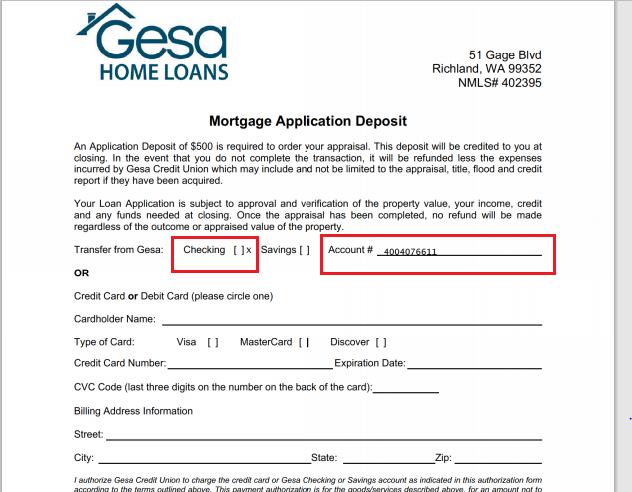 Gesa
HOME LOANS
51 Gage Blvd
Richland, WA 99352
NMLS# 402395
Mortgage Application Deposit
An Application Deposit of $500 is required to order your appraisal. This deposit will be credited to you at
closing. In the event that you do not complete the transaction, it will be refunded less the expenses
incurred by Gesa Credit Union which may include and not be limited to the appraisal, title, flood and credit
report if they have been acquired.
Your Loan Application is subject to approval and verification of the property value, your income, credit
and any funds needed at closing. Once the appraisal has been completed, no refund will be made
regardless of the outcome or appraised value of the property.
Transfer from Gesa: Checking [ ]x Savings [ ] Account # 4004076611
OR
Credit Card or Debit Card (please circle one)
Cardholder Name:
Type of Card: Visa [ ] MasterCard [ ] Discover [ ]
Credit Card Number: Expiration Date:
CVC Code (last three digits on the number on the back of the card):
Billing Address Information
Street:
City: State: Zip:
I authorize Gesa Credit Union to charge the credit card or Gesa Checking or Savings account as indicated in this authorization form
according to the terms outlined above. This payment authorization is for the goods/services described above, for an amount not to